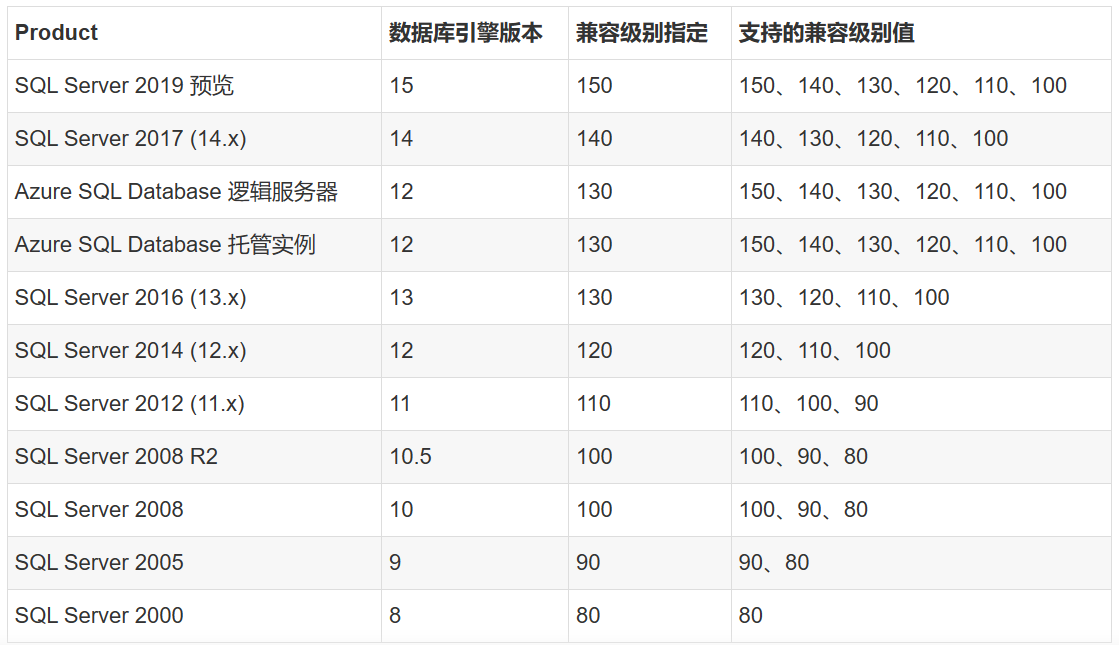 Product 数据库引擎版本 兼容级别指定 支持的兼容级别值
SQL Server 2019 预览 15 150 150、140、130、120、110、100
SQL Server 2017 (14.x) 14 140 140、130、120、110、100
Azure SQL Database 逻辑服务器 12 130 150、140、130、120、110、100
Azure SQL Database 托管实例 12 130 150、140、130、120、110、100
SQL Server 2016 (13.x) 13 130 130、120、110、100
SQL Server 2014 (12.x) 12 120 120、110、100
SQL Server 2012 (11.x) 11 110 110、100、90
SQL Server 2008 R2 10.5 100 100、90、80
SQL Server 2008 10 100 100、90、80
SQL Server 2005 9 90 90、80
SQL Server 2000 8 80 80